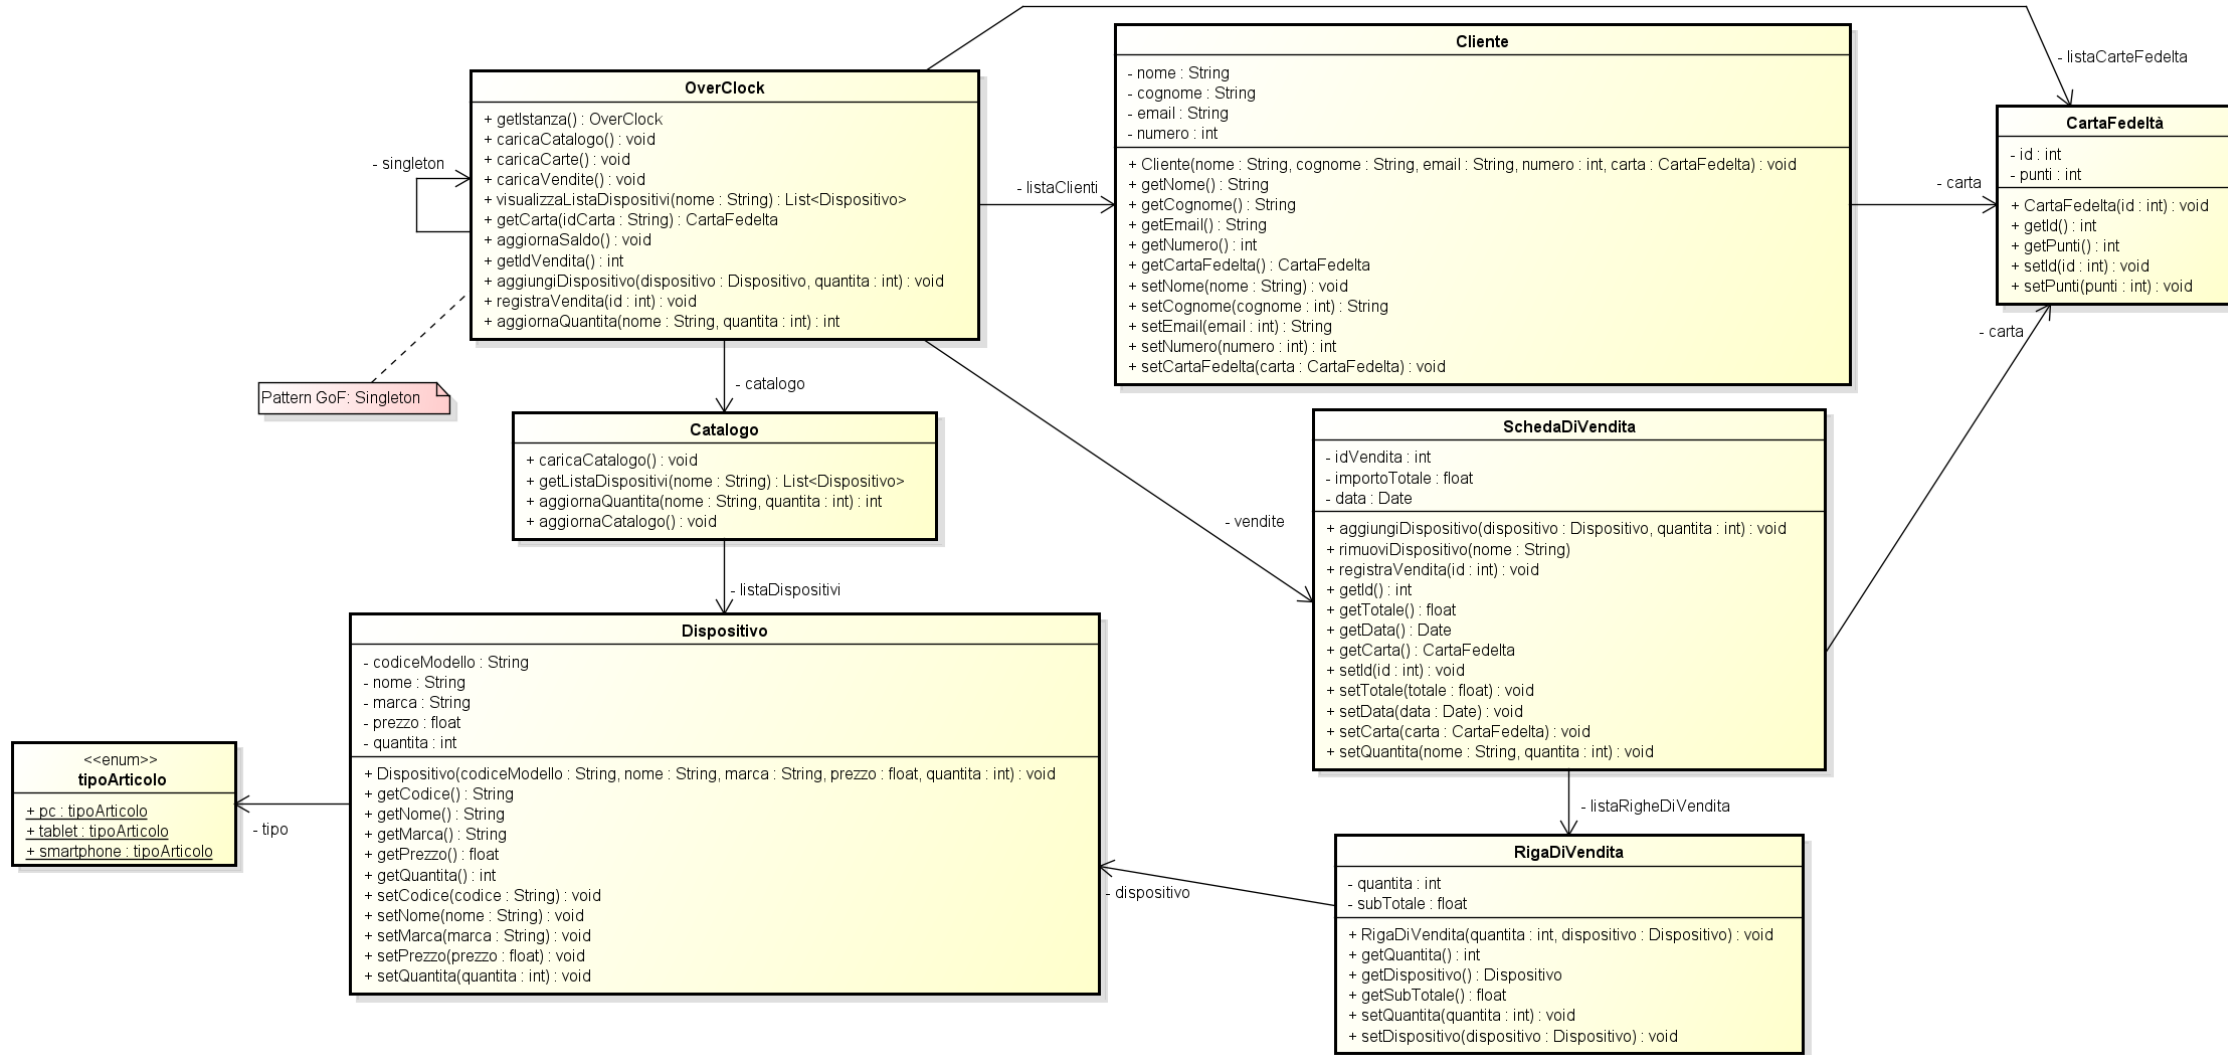 OverClock
+ getIstanza() : OverClock
+ caricaCatalogo() : void
+ caricaCarte() : void
+ caricaVendite() : void
+ visualizzaListaDispositivi(nome : String) : List<Dispositivo>
+ getCarta(idCarta : String) : CartaFedelta
+ aggiornaSaldo() : void
+ getIdVendita() : int
+ aggiungiDispositivo(dispositivo : Dispositivo, quantita : int) : void
+ registraVendita(id : int) : void
+ aggiornaQuantita(nome : String, quantita : int) : int
- singleton
Pattern GoF: Singleton
- listaClienti
Cliente
- nome : String
- cognome : String
- email : String
- numero : int
+ Cliente(nome : String, cognome : String, email : String, numero : int, carta : CartaFedelta) : void
+ getNome() : String
+ getCognome() : String
+ getEmail() : String
+ getNumero() : int
+ getCartaFedelta() : CartaFedelta
+ setNome(nome : String) : void
+ setCognome(cognome : int) : String
+ setEmail(email : int) : String
+ setNumero(numero : int) : int
+ setCartaFedelta(carta : CartaFedelta) : void
- listaCarteFedelta
- carta
CartaFedeltà
- id : int
- punti : int
+ CartaFedelta(id : int) : void
+ getId() : int
+ getPunti() : int
+ setId(id : int) : void
+ setPunti(punti : int) : void
- carta
- catalogo
Catalogo
+ caricaCatalogo() : void
+ getListaDispositivi(nome : String) : List<Dispositivo>
+ aggiornaQuantita(nome : String, quantita : int) : int
+ aggiornaCatalogo() : void
- vendite
SchedaDiVendita
- idVendita : int
- importoTotale : float
- data : Date
+ aggiungiDispositivo(dispositivo : Dispositivo, quantita : int) : void
+ rimuoviDispositivo(nome : String)
+ registraVendita(id : int) : void
+ getId() : int
+ getTotale() : float
+ getData() : Date
+ getCarta() : CartaFedelta
+ setId(id : int) : void
+ setTotale(totale : float) : void
+ setData(data : Date) : void
+ setCarta(carta : CartaFedelta) : void
+ setQuantita(nome : String, quantita : int) : void
- listaDispositivi
Dispositivo
- codiceModello : String
- nome : String
- marca : String
- prezzo : float
- quantita : int
+ Dispositivo(codiceModello : String, nome : String, marca : String, prezzo : float, quantita : int) : void
+ getCodice() : String
+ getNome() : String
+ getMarca() : String
+ getPrezzo() : float
+ getQuantita() : int
+ setCodice(codice : String) : void
+ setNome(nome : String) : void
+ setMarca(marca : String) : void
+ setPrezzo(prezzo : float) : void
+ setQuantita(quantita : int) : void
<<enum>>
tipoArticolo
+ pc : tipoArticolo
+ tablet : tipoArticolo
+ smartphone : tipoArticolo
- tipo
- dispositivo
- listaRigheDiVendita
RigaDiVendita
- quantita : int
- subTotale : float
+ RigaDiVendita(quantita : int, dispositivo : Dispositivo) : void
+ getQuantita() : int
+ getDispositivo() : Dispositivo
+ getSubTotale() : float
+ setQuantita(quantita : int) : void
+ setDispositivo(dispositivo : Dispositivo) : void